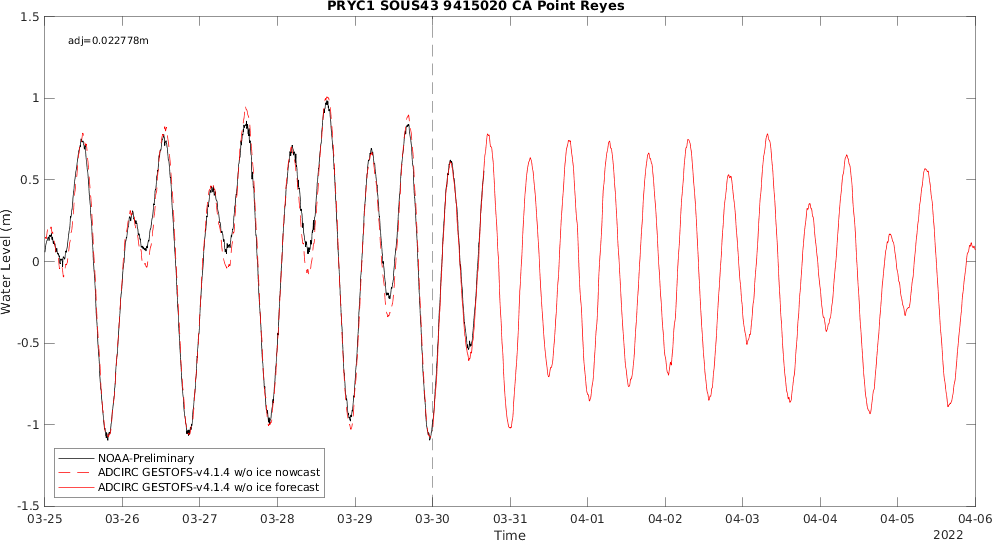 PRYC1 SOUS43 9415020 CA Point Reyes
adj=0.022778m
1.5
1
0.5
0
-0.5
-1
-1.5
Water Level (m)
NOAA-Preliminary
ADCIRC GESTOFS-v4.1.4 w/o ice nowcast
ADCIRC GESTOFS-v4.1.4 w/o ice forecast
03-25 03-26 03-27 03-28 03-29 03-30 03-31 04-01 04-02 04-03 04-04 04-05 04-06
Time
2022